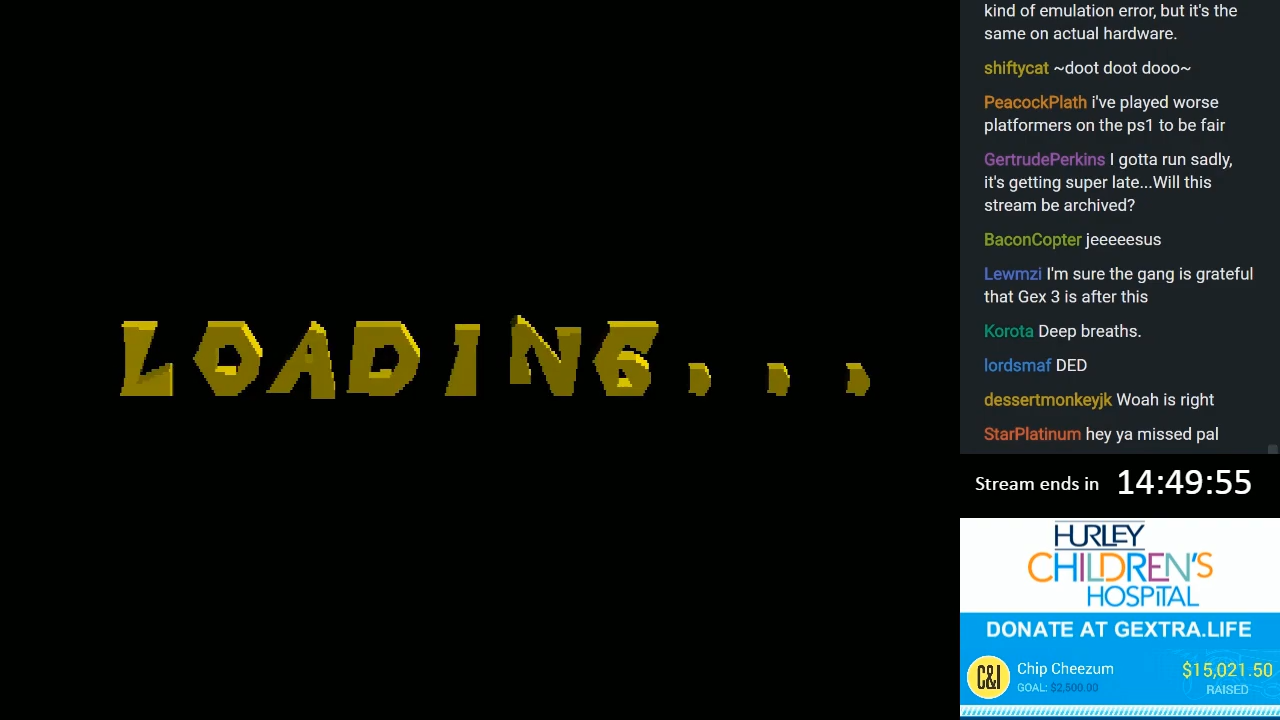 LOADING...
kind of emulation error, but it's the
same on actual hardware.
shiftycat ~doot doot dooo~
PeacockPlath i've played worse
platformers on the ps1 to be fair
GertrudePerkins I gotta run sadly,
it's getting super late...Will this
stream be archived?
BaconCopter jeeeeesus
Lewmzi I'm sure the gang is grateful
that Gex 3 is after this
Korota Deep breaths.
lordsmaf DED
dessertmonkeyjk Woah is right
StarPlatinum hey ya missed pal
Stream ends in 14:49:55
HURLEY
CHILDREN'S
HOSPITAL
DONATE AT GEXTRA.LIFE
C&I
Chip Cheezum
GOAL: $2,500.00
$15,021.50
RAISED